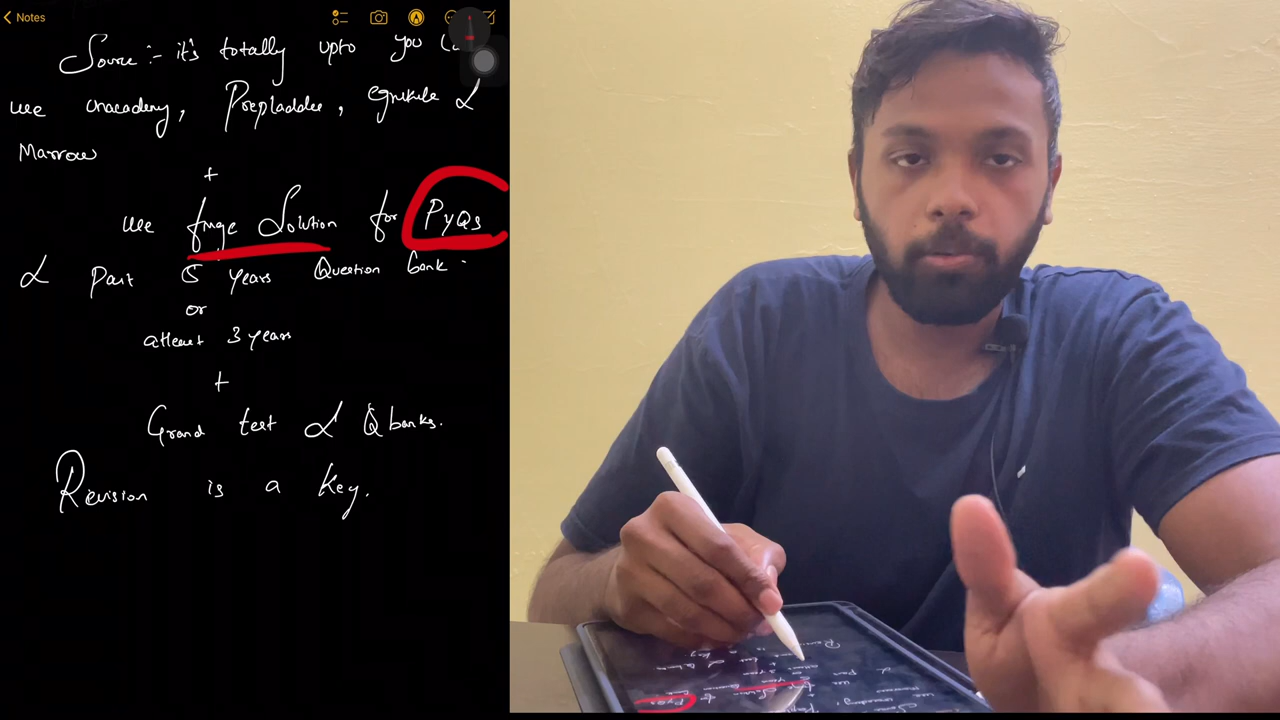 Notes
Source :- it's totally upto you
use unacademy, Prepladder, egurukul &
Marrow
+
use fmge Solution for PYQs
& past 5 years Question bank -
or
atleast 3 years
+
Grand test & Q banks.
Revision is a key.